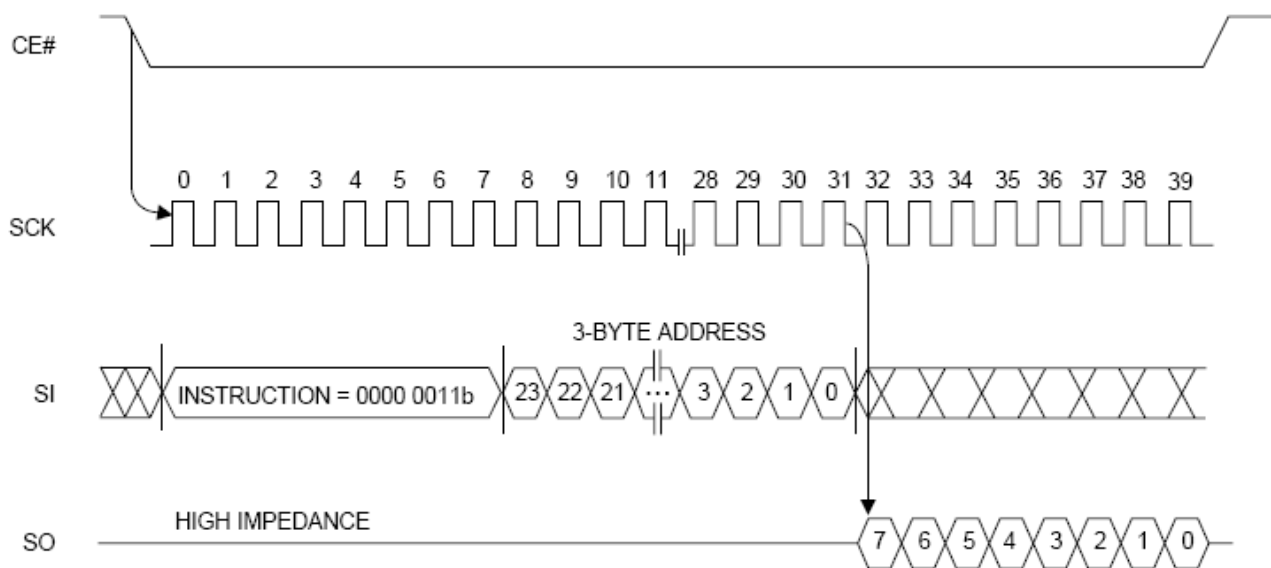 CE#
0 1 2 3 4 5 6 7 8 9 10 11 28 29 30 31 32 33 34 35 36 37 38 39
SCK
3-BYTE ADDRESS
SI INSTRUCTION = 0000 0011b 23 22 21 ... 3 2 1 0
HIGH IMPEDANCE
SO 7 6 5 4 3 2 1 0